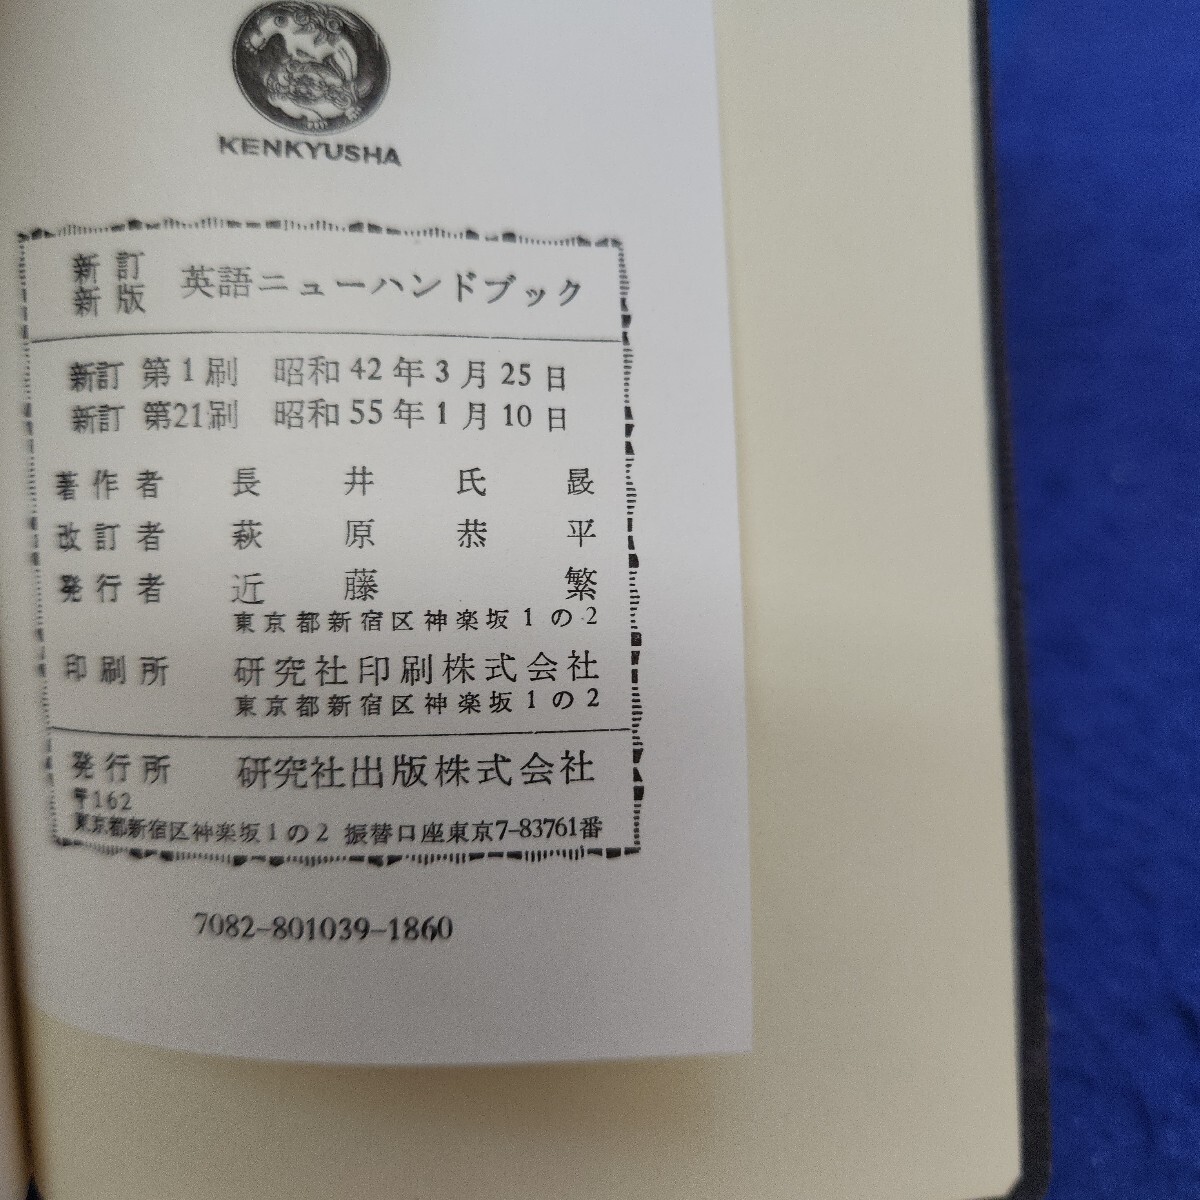 KENKYUSHA
新訂
新版 英語ニューハンドブック
新訂 第1刷 昭和42年3月25日
新訂 第21刷 昭和55年1月10日
著作者 長井氏晸
改訂者 萩原恭平
発行者 近藤繁
東京都新宿区神楽坂1の2
印刷所 研究社印刷株式会社
東京都新宿区神楽坂1の2
発行所 研究社出版株式会社
〒162
東京都新宿区神楽坂1の2 振替口座東京7-83761番
7082-801039-1860